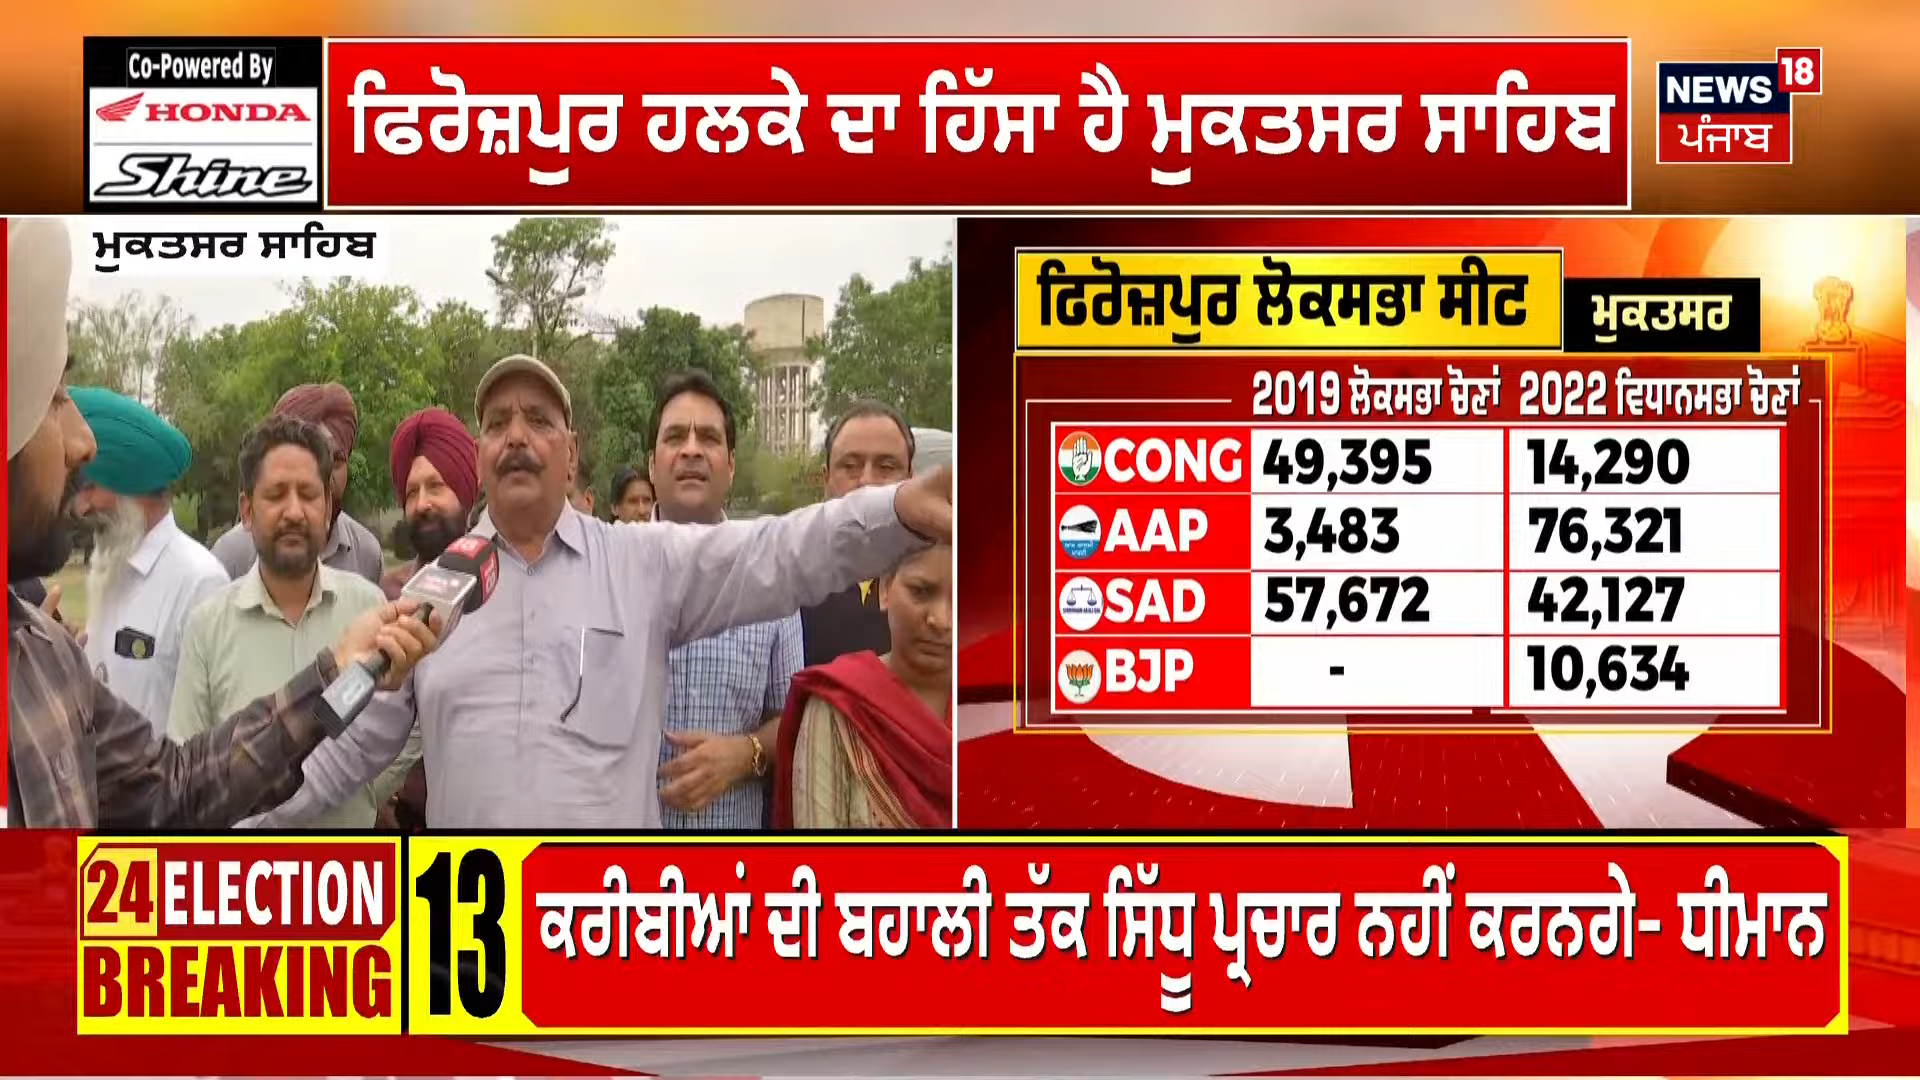 Co-Powered By
HONDA
Shine
ਫਿਰੋਜ਼ਪੁਰ ਹਲਕੇ ਦਾ ਹਿੱਸਾ ਹੈ ਮੁਕਤਸਰ ਸਾਹਿਬ
NEWS 18
ਪੰਜਾਬ
ਮੁਕਤਸਰ ਸਾਹਿਬ
ਫਿਰੋਜ਼ਪੁਰ ਲੋਕਸਭਾ ਸੀਟ ਮੁਕਤਸਰ
2019 ਲੋਕਸਭਾ ਚੋਣਾਂ 2022 ਵਿਧਾਨਸਭਾ ਚੋਣਾਂ
CONG 49,395 14,290
AAP 3,483 76,321
SAD 57,672 42,127
BJP - 10,634
24 ELECTION
BREAKING
13
ਕਰੀਬੀਆਂ ਦੀ ਬਹਾਲੀ ਤੱਕ ਸਿੱਧੂ ਪ੍ਰਚਾਰ ਨਹੀਂ ਕਰਨਗੇ- ਧੀਮਾਨ